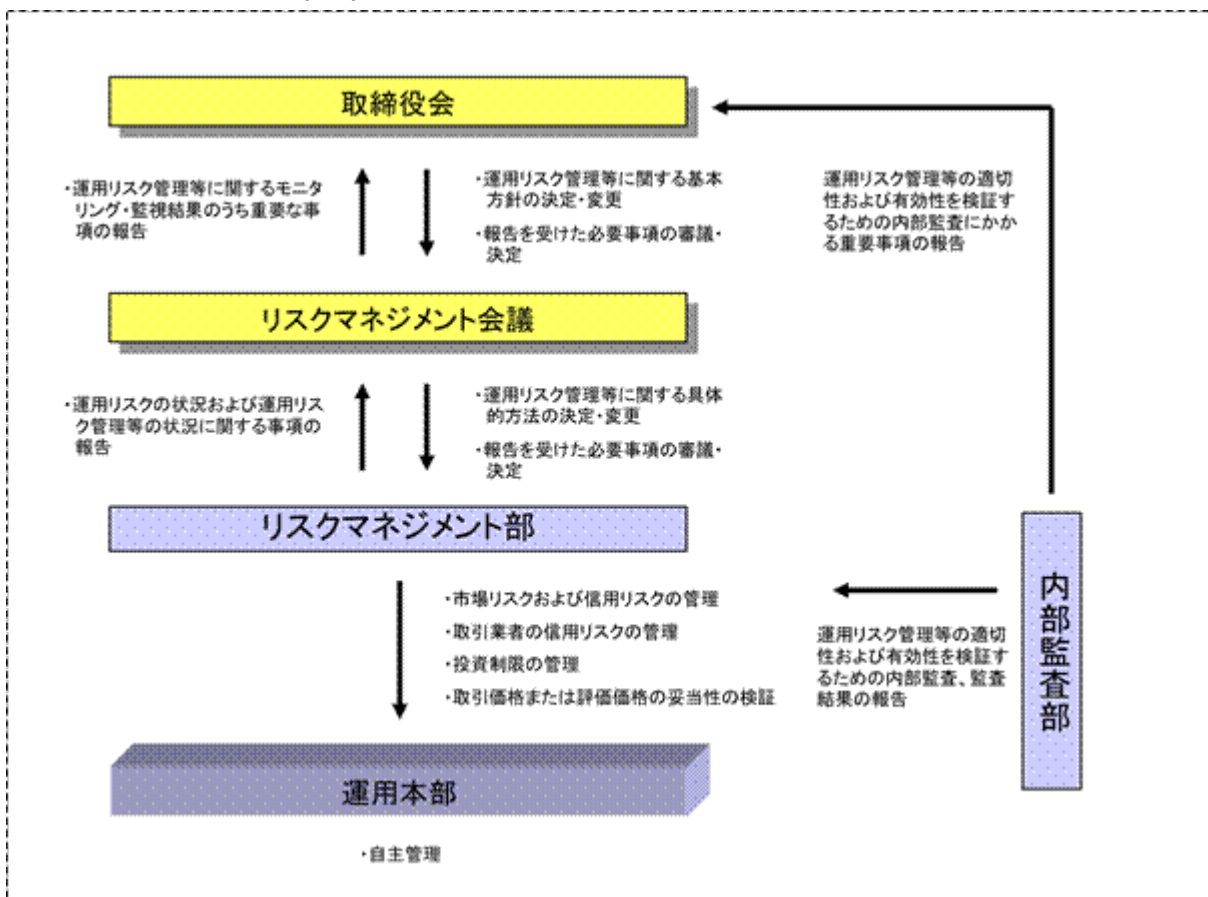 取締役会
・運用リスク管理等に関するモニ
タリング・監視結果のうち重要な事
項の報告
・運用リスク管理等に関する基本
方針の決定・変更
・報告を受けた必要事項の審議・
決定
運用リスク管理等の適切
性および有効性を検証す
るための内部監査にかか
る重要事項の報告
リスクマネジメント会議
・運用リスクの状況および運用リス
ク管理等の状況に関する事項の
報告
・運用リスク管理等に関する具体
的方法の決定・変更
・報告を受けた必要事項の審議・
決定
リスクマネジメント部
・市場リスクおよび信用リスクの管理
・取引業者の信用リスクの管理
・投資制限の管理
・取引価格または評価価格の妥当性の検証
運用リスク管理等の適切
性および有効性を検証す
るための内部監査、監査
結果の報告
内部監査部
運用本部
・自主管理